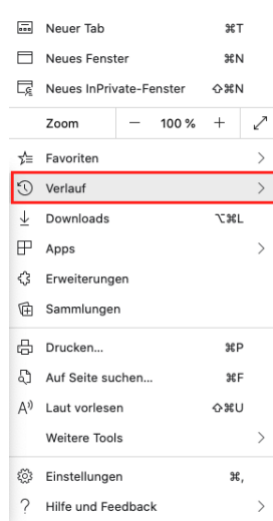 Neuer Tab ⌘T
Neues Fenster ⌘N
Neues InPrivate-Fenster ⇧⌘N
Zoom — 100 % +
Favoriten
Verlauf
Downloads ⌥⌘L
Apps
Erweiterungen
Sammlungen
Drucken... ⌘P
Auf Seite suchen... ⌘F
Laut vorlesen ⇧⌘U
Weitere Tools
Einstellungen ⌘,
Hilfe und Feedback